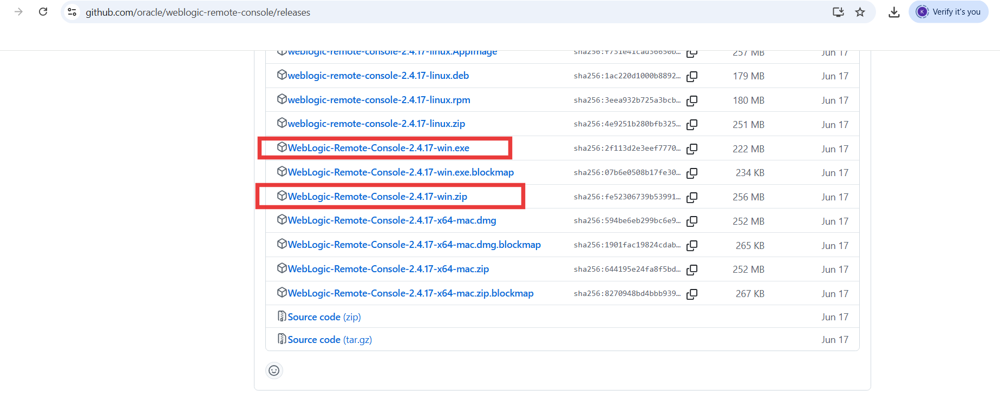 github.com/oracle/weblogic-remote-console/releases
K Verify it's you
weblogic-remote-console-2.4.17-linux.AppImage sha256:f731e41cad36650b… 257 MB Jun 17
weblogic-remote-console-2.4.17-linux.deb sha256:1ac220d1000b8892… 179 MB Jun 17
weblogic-remote-console-2.4.17-linux.rpm sha256:3eea932b725a3bcb… 180 MB Jun 17
weblogic-remote-console-2.4.17-linux.zip sha256:4e9251b280bfb325… 251 MB Jun 17
WebLogic-Remote-Console-2.4.17-win.exe sha256:2f113d2e3eef7770… 222 MB Jun 17
WebLogic-Remote-Console-2.4.17-win.exe.blockmap sha256:07b6e0508b17fe30… 234 KB Jun 17
WebLogic-Remote-Console-2.4.17-win.zip sha256:fe52306739b53991… 256 MB Jun 17
WebLogic-Remote-Console-2.4.17-x64-mac.dmg sha256:594be6eb299bc6e9… 252 MB Jun 17
WebLogic-Remote-Console-2.4.17-x64-mac.dmg.blockmap sha256:1901fac19824cdab… 265 KB Jun 17
WebLogic-Remote-Console-2.4.17-x64-mac.zip sha256:644195e24fa8f5bd… 252 MB Jun 17
WebLogic-Remote-Console-2.4.17-x64-mac.zip.blockmap sha256:8270948bd4bbb939… 267 KB Jun 17
Source code (zip) Jun 17
Source code (tar.gz) Jun 17